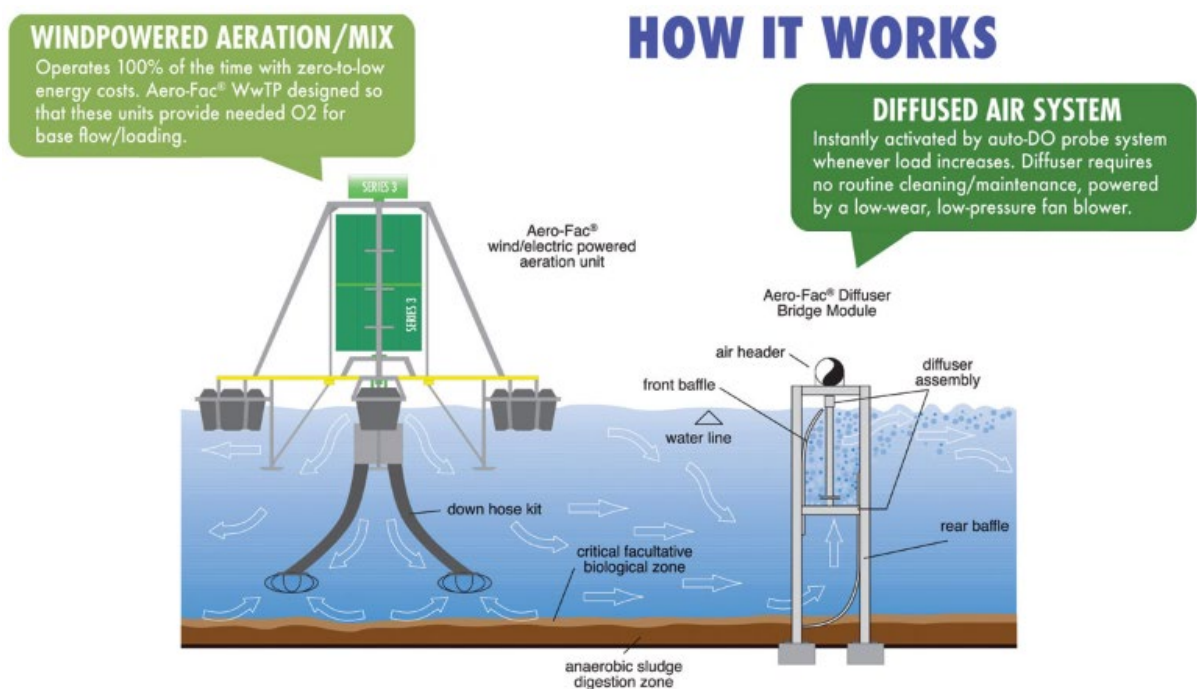 HOW IT WORKS
WINDPOWERED AERATION/MIX
Operates 100% of the time with zero-to-low
energy costs. Aero-Fac® WwTP designed so
that these units provide needed O2 for
base flow/loading.
DIFFUSED AIR SYSTEM
Instantly activated by auto-DO probe system
whenever load increases. Diffuser requires
no routine cleaning/maintenance, powered
by a low-wear, low-pressure fan blower.
SERIES 3
SERIES 3
Aero-Fac®
wind/electric powered
aeration unit
Aero-Fac® Diffuser
Bridge Module
air header
diffuser
assembly
front baffle
water line
down hose kit
rear baffle
critical facultative
biological zone
anaerobic sludge
digestion zone